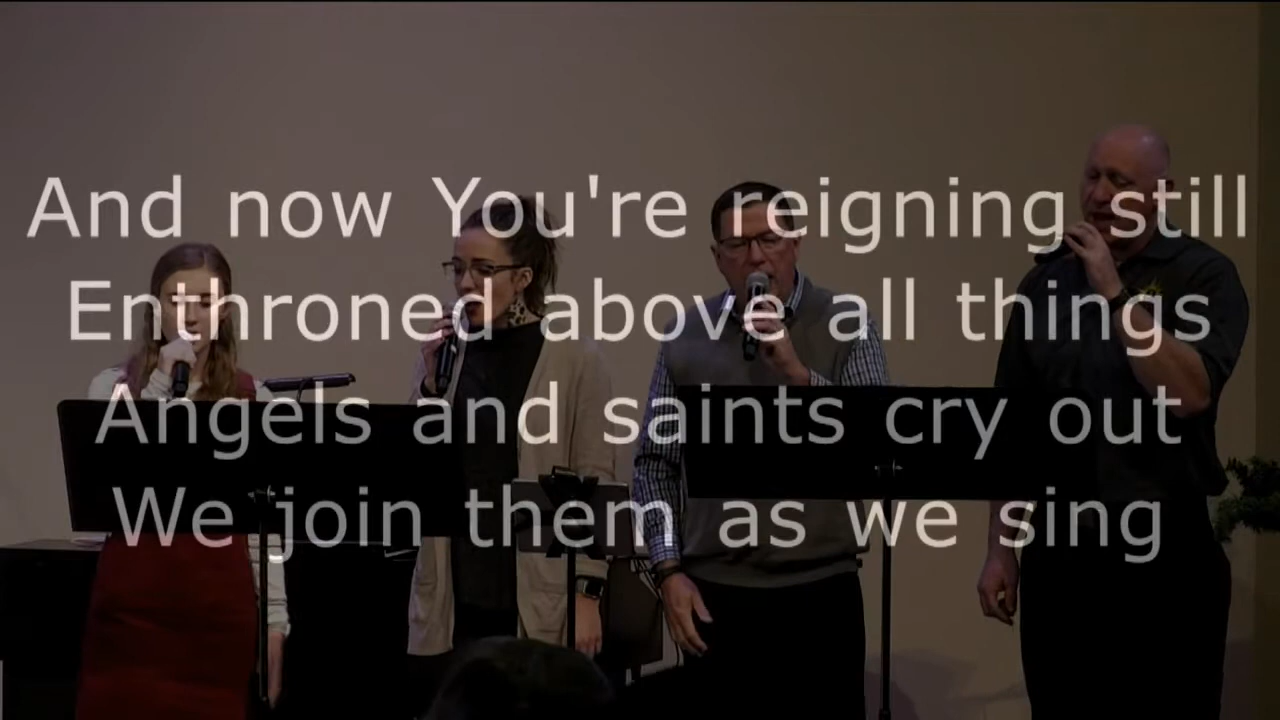 And now You're reigning still
Enthroned above all things
Angels and saints cry out
We join them as we sing